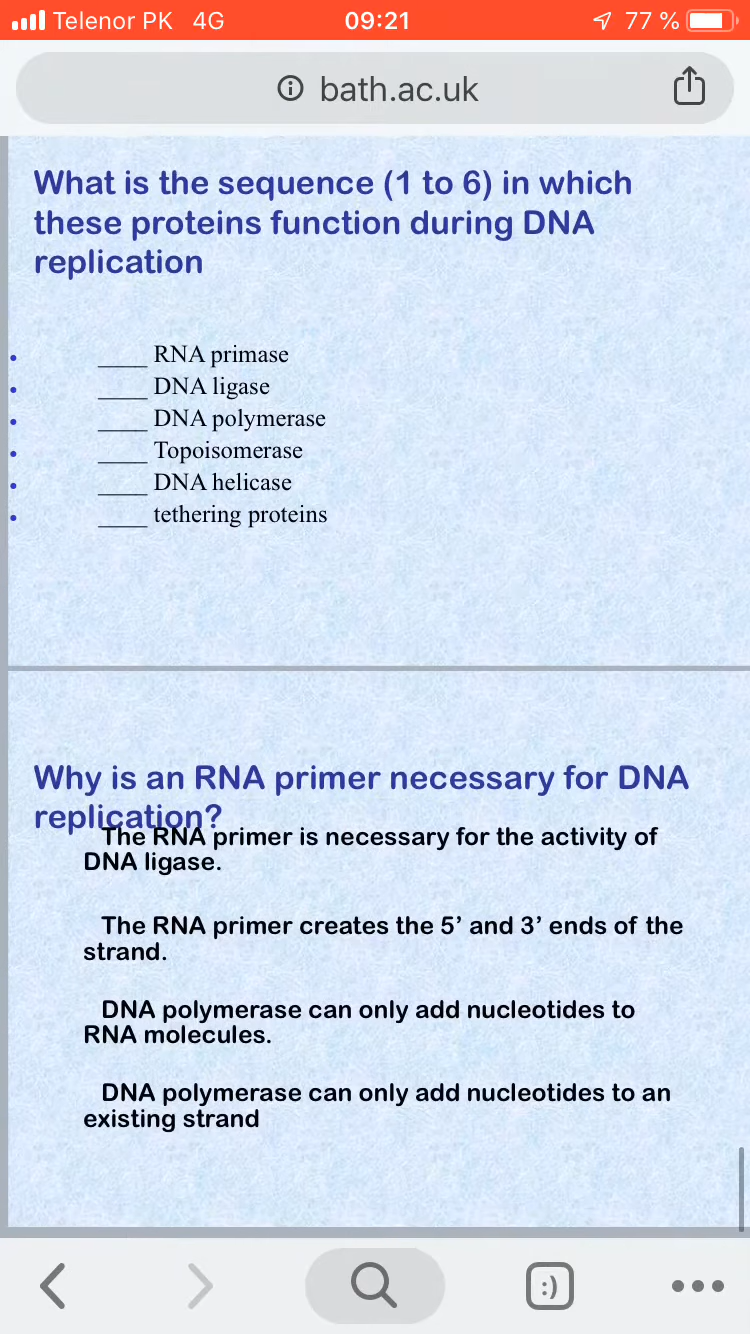 Telenor PK 4G 09:21 77 %
bath.ac.uk
What is the sequence (1 to 6) in which
these proteins function during DNA
replication
• ____ RNA primase
• ____ DNA ligase
• ____ DNA polymerase
• ____ Topoisomerase
• ____ DNA helicase
• ____ tethering proteins
Why is an RNA primer necessary for DNA
replication?
The RNA primer is necessary for the activity of
DNA ligase.
The RNA primer creates the 5’ and 3’ ends of the
strand.
DNA polymerase can only add nucleotides to
RNA molecules.
DNA polymerase can only add nucleotides to an
existing strand
:)